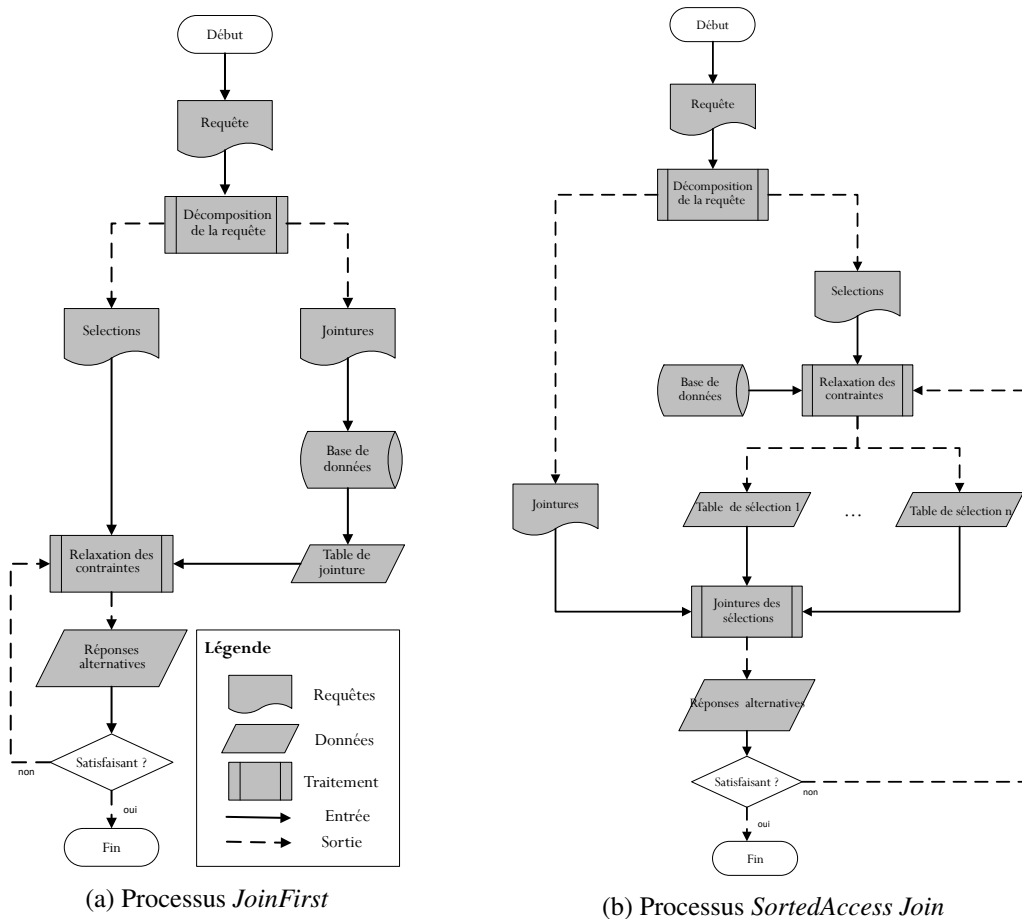 Début
Requête
Décomposition
de la requête
Selections
Jointures
Base de
données
Relaxation des
contraintes
Table de
jointure
Réponses
alternatives
Satisfaisant ?
non
oui
Fin
Légende
Requêtes
Données
Traitement
Entrée
Sortie
(a) Processus JoinFirst
Début
Requête
Décomposition
de la requête
Selections
Base de
données
Relaxation des
contraintes
Jointures
Table de sélection 1
...
Table de sélection n
Jointures des
sélections
Réponses alternatives
Satisfaisant ?
non
oui
Fin
(b) Processus SortedAccess Join